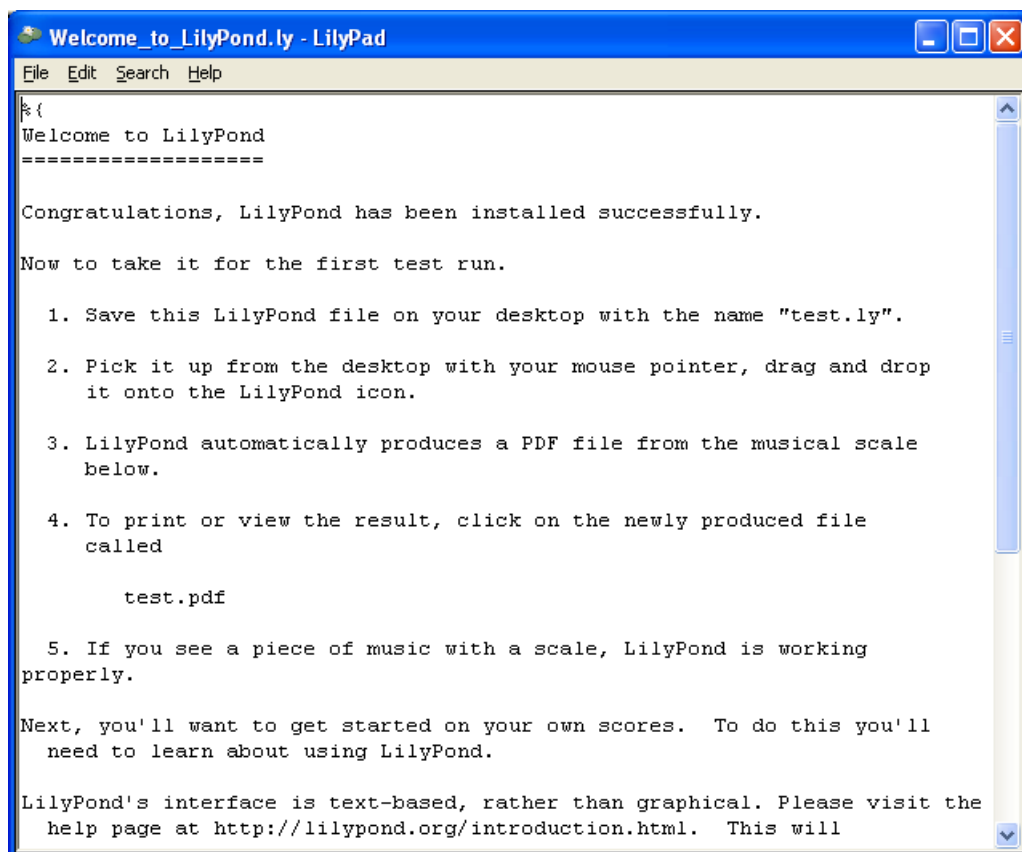 Welcome_to_LilyPond.ly - LilyPad
File Edit Search Help
%{
Welcome to LilyPond
===================
Congratulations, LilyPond has been installed successfully.
Now to take it for the first test run.
1. Save this LilyPond file on your desktop with the name "test.ly".
2. Pick it up from the desktop with your mouse pointer, drag and drop
it onto the LilyPond icon.
3. LilyPond automatically produces a PDF file from the musical scale
below.
4. To print or view the result, click on the newly produced file
called
test.pdf
5. If you see a piece of music with a scale, LilyPond is working
properly.
Next, you'll want to get started on your own scores.  To do this you'll
need to learn about using LilyPond.
LilyPond's interface is text-based, rather than graphical. Please visit the
help page at http://lilypond.org/introduction.html.  This will